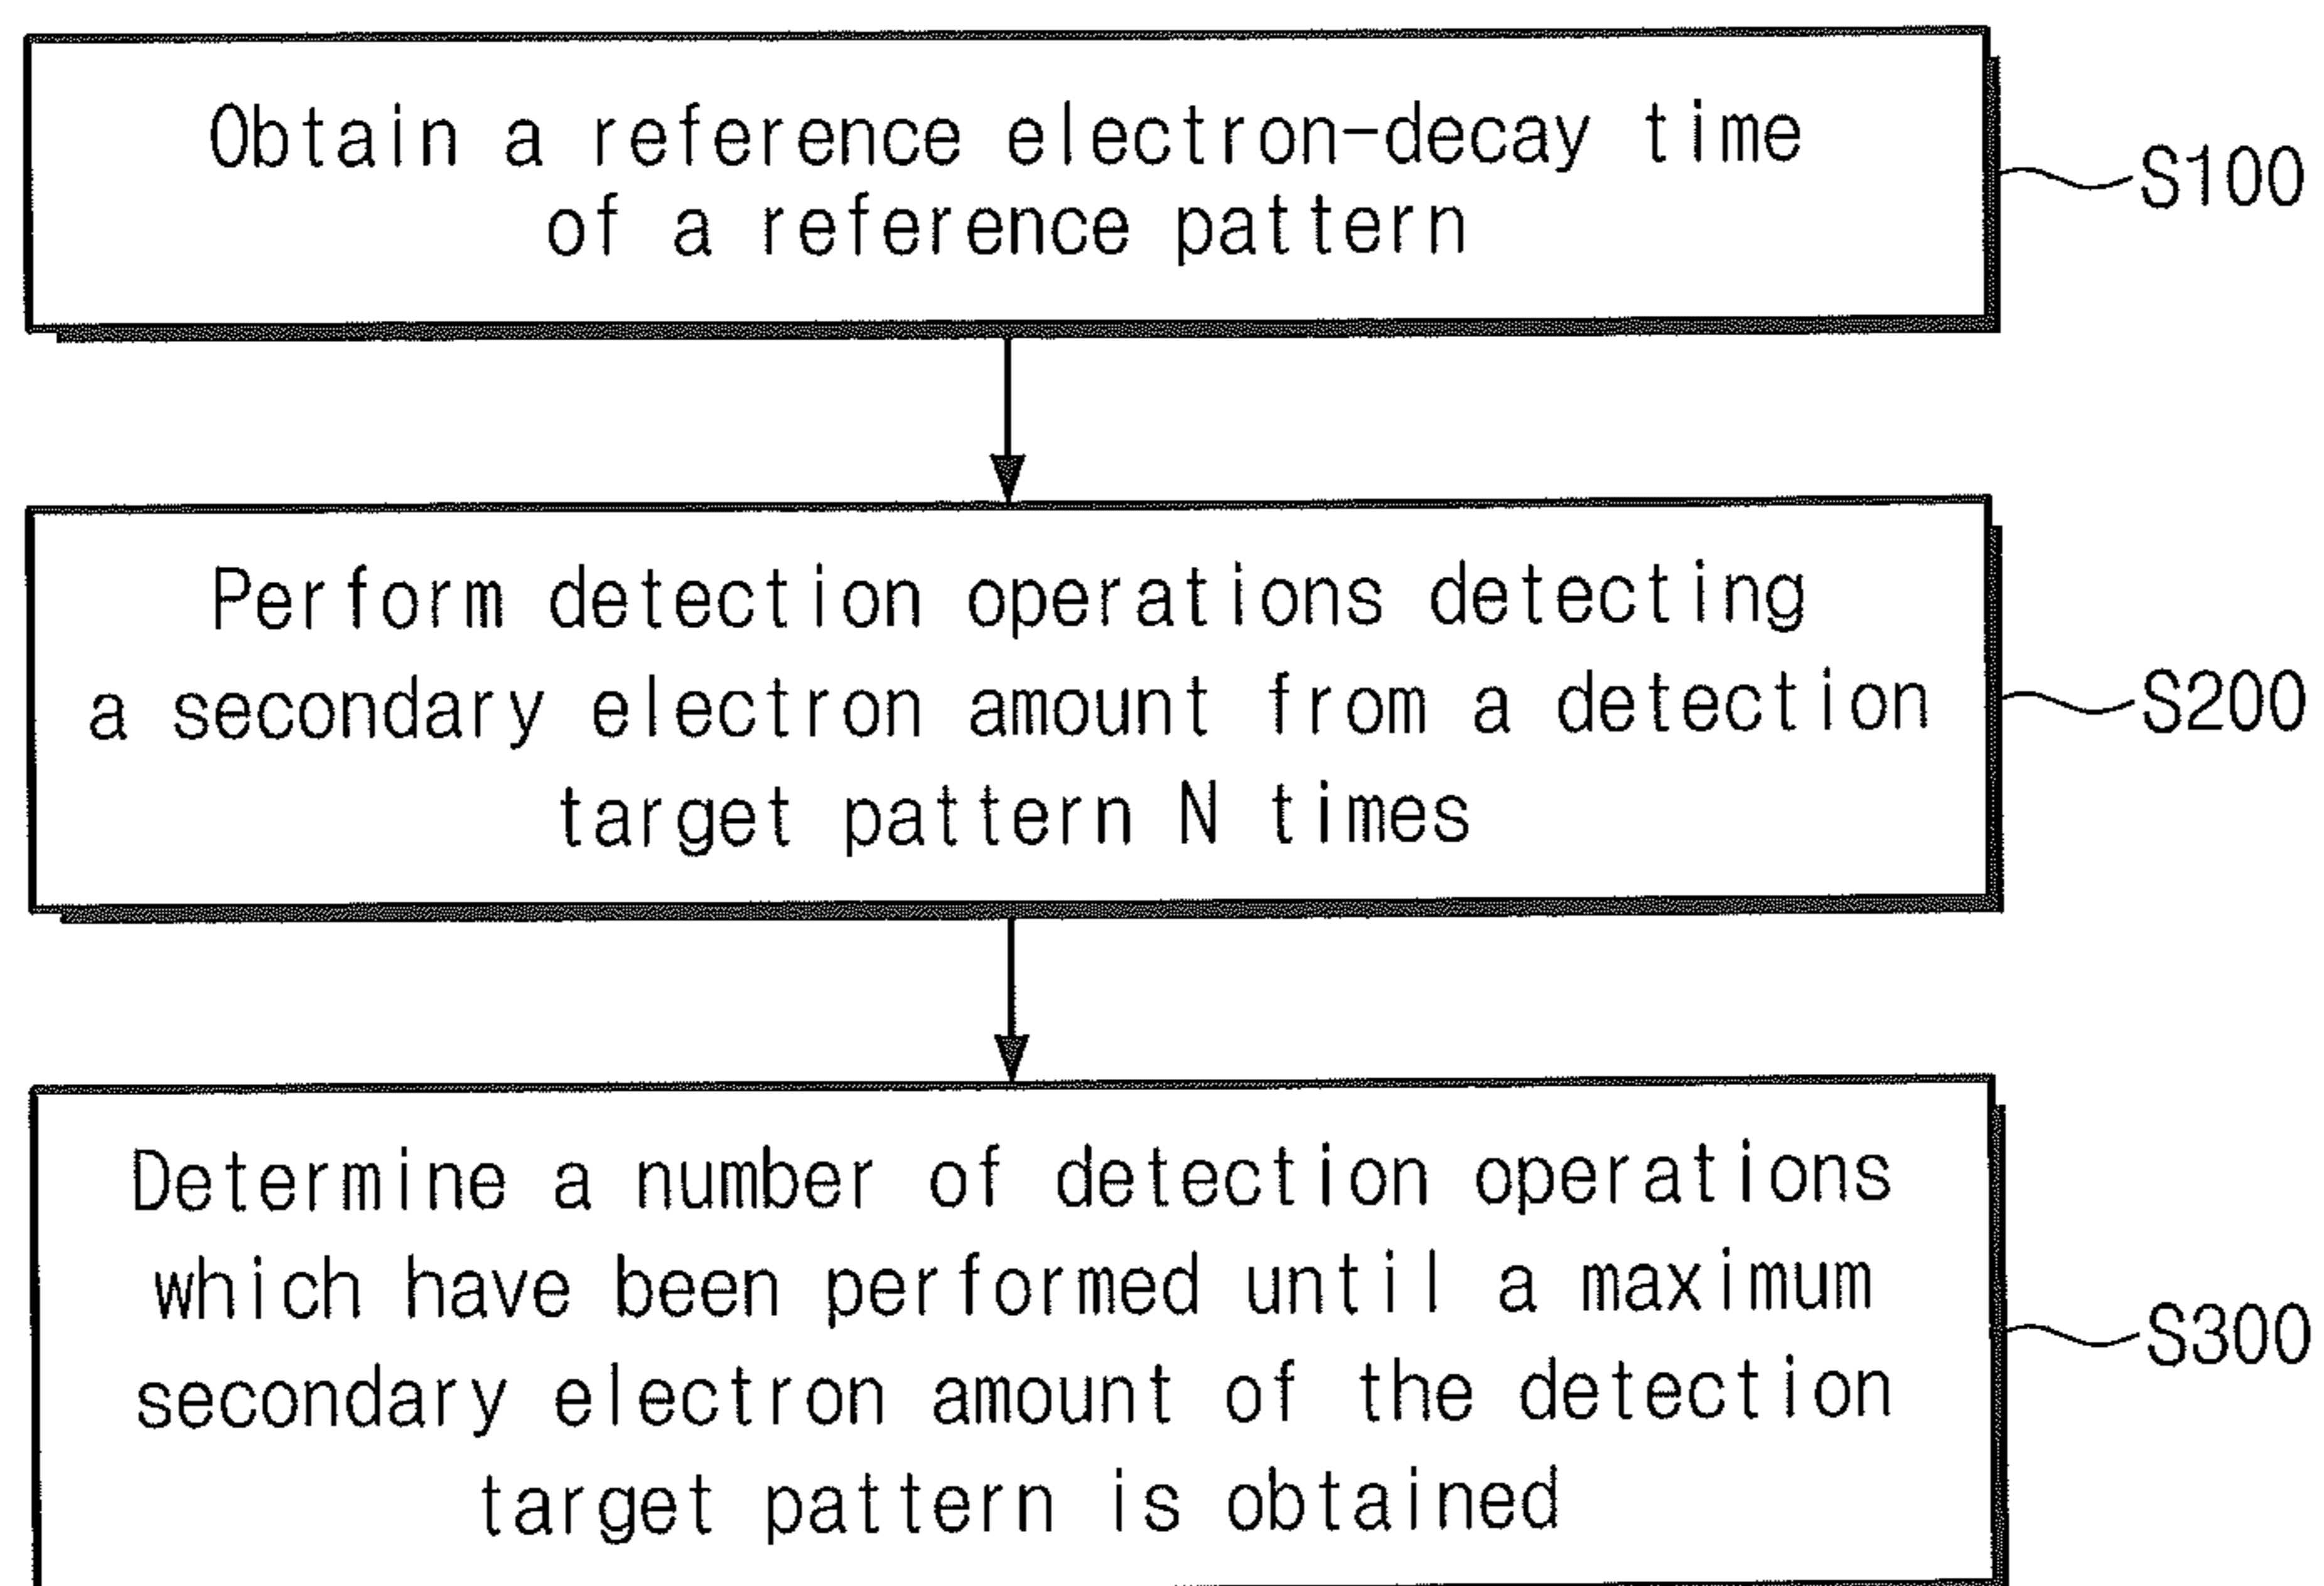 Obtain a reference electron-decay time
of a reference pattern
S100
Perform detection operations detecting
a secondary electron amount from a detection
target pattern N times
S200
Determine a number of detection operations
which have been performed until a maximum
secondary electron amount of the detection
target pattern is obtained
S300